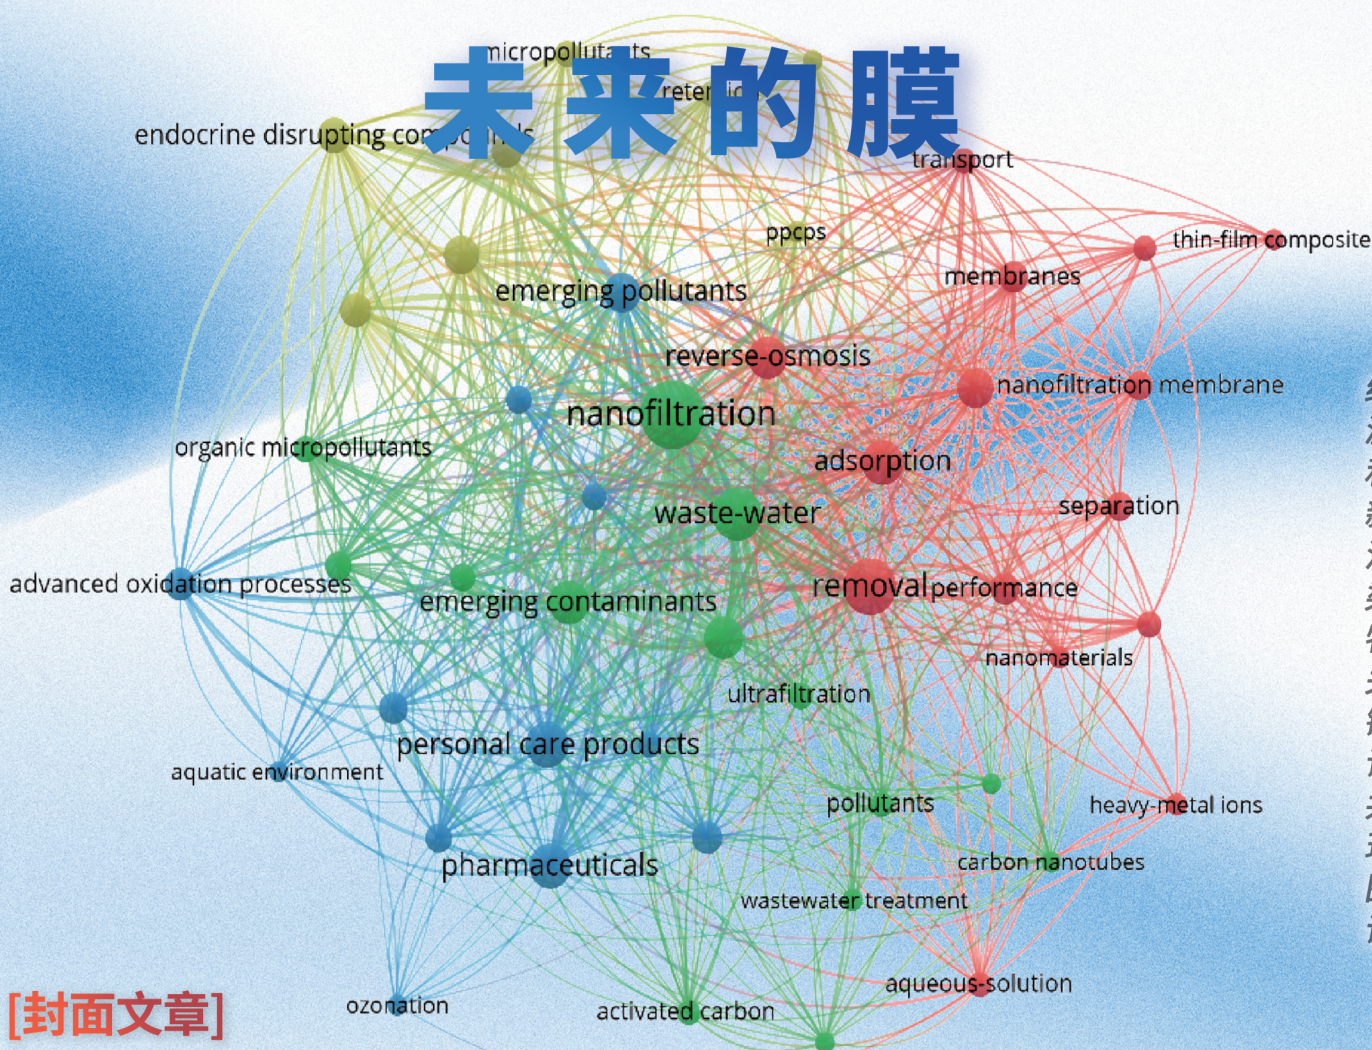 micropollutants
未来的膜
retention
endocrine disrupting compounds
transport
ppcps
thin-film composite
membranes
emerging pollutants
reverse-osmosis
nanofiltration membrane
nanofiltration
organic micropollutants
adsorption
separation
waste-water
advanced oxidation processes
removal
performance
emerging contaminants
nanomaterials
ultrafiltration
personal care products
aquatic environment
pollutants
heavy-metal ions
carbon nanotubes
pharmaceuticals
wastewater treatment
aqueous-solution
ozonation
activated carbon
[封面文章]